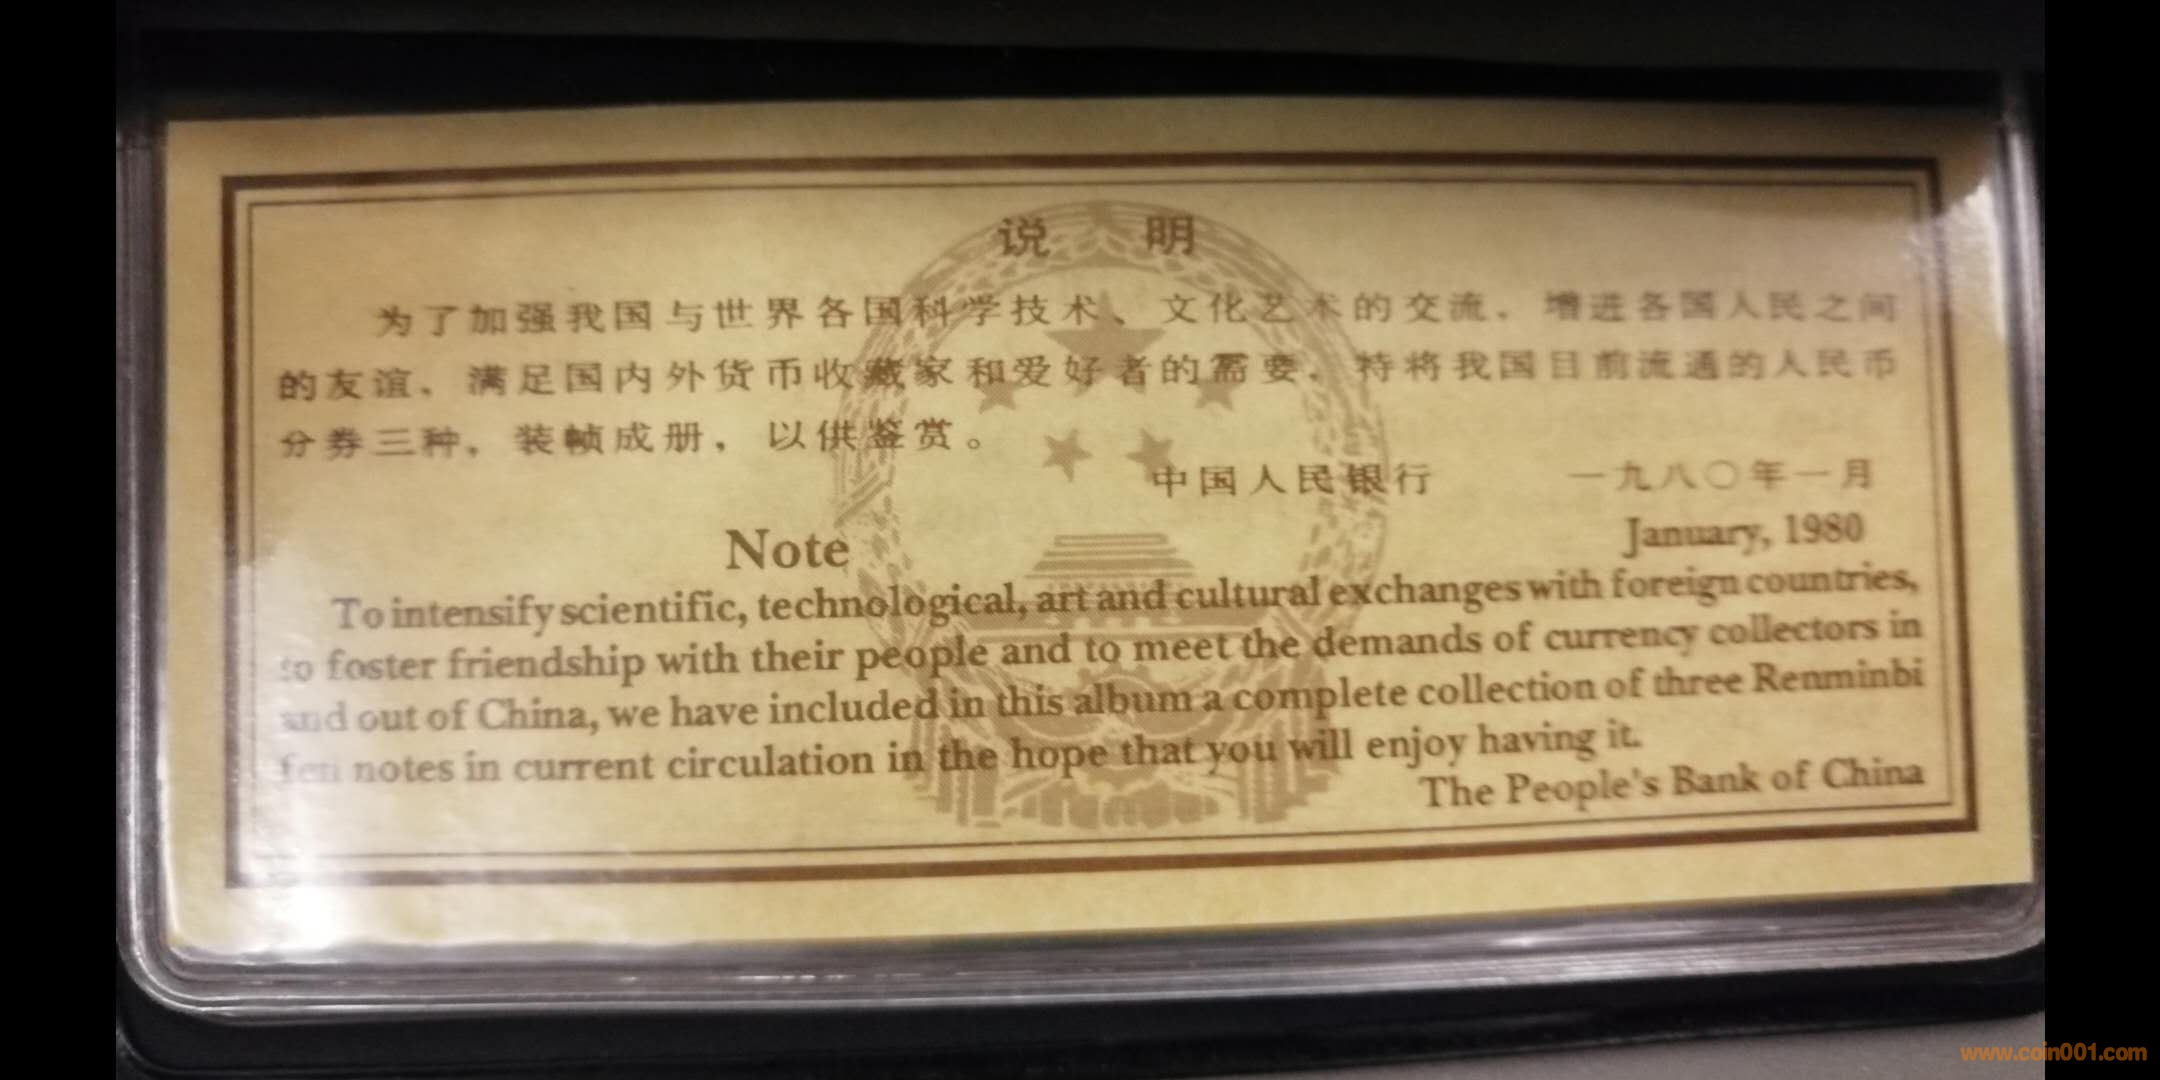 说 明
为了加强我国与世界各国科学技术、文化艺术的交流,增进各国人民之间
的友谊,满足国内外货币收藏家和爱好者的需要,特将我国目前流通的人民币
分券三种,装帧成册,以供鉴赏。
中国人民银行 一九八〇年一月
January, 1980
Note
To intensify scientific, technological, art and cultural exchanges with foreign countries,
to foster friendship with their people and to meet the demands of currency collectors in
and out of China, we have included in this album a complete collection of three Renminbi
fen notes in current circulation in the hope that you will enjoy having it.
The People's Bank of China
www.coin001.com